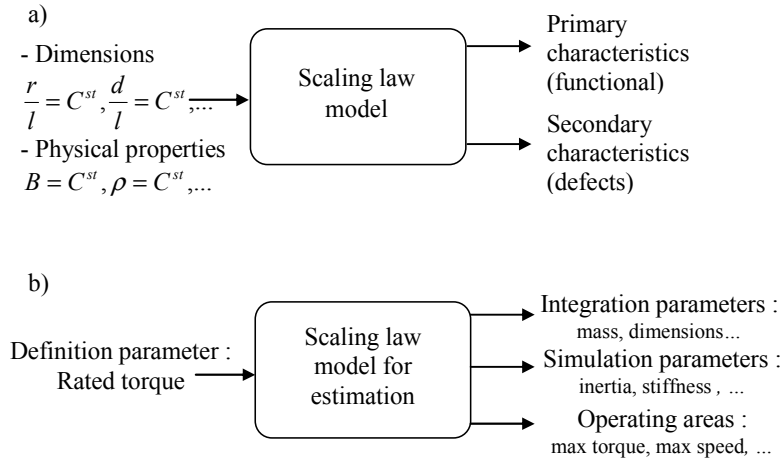 a)
- Dimensions
r/l = C^st, d/l = C^st,...
- Physical properties
B = C^st, ρ = C^st,...
Scaling law
model
Primary
characteristics
(functional)
Secondary
characteristics
(defects)
b)
Definition parameter :
Rated torque
Scaling law
model for
estimation
Integration parameters :
mass, dimensions...
Simulation parameters :
inertia, stiffness , ...
Operating areas :
max torque, max speed, ...